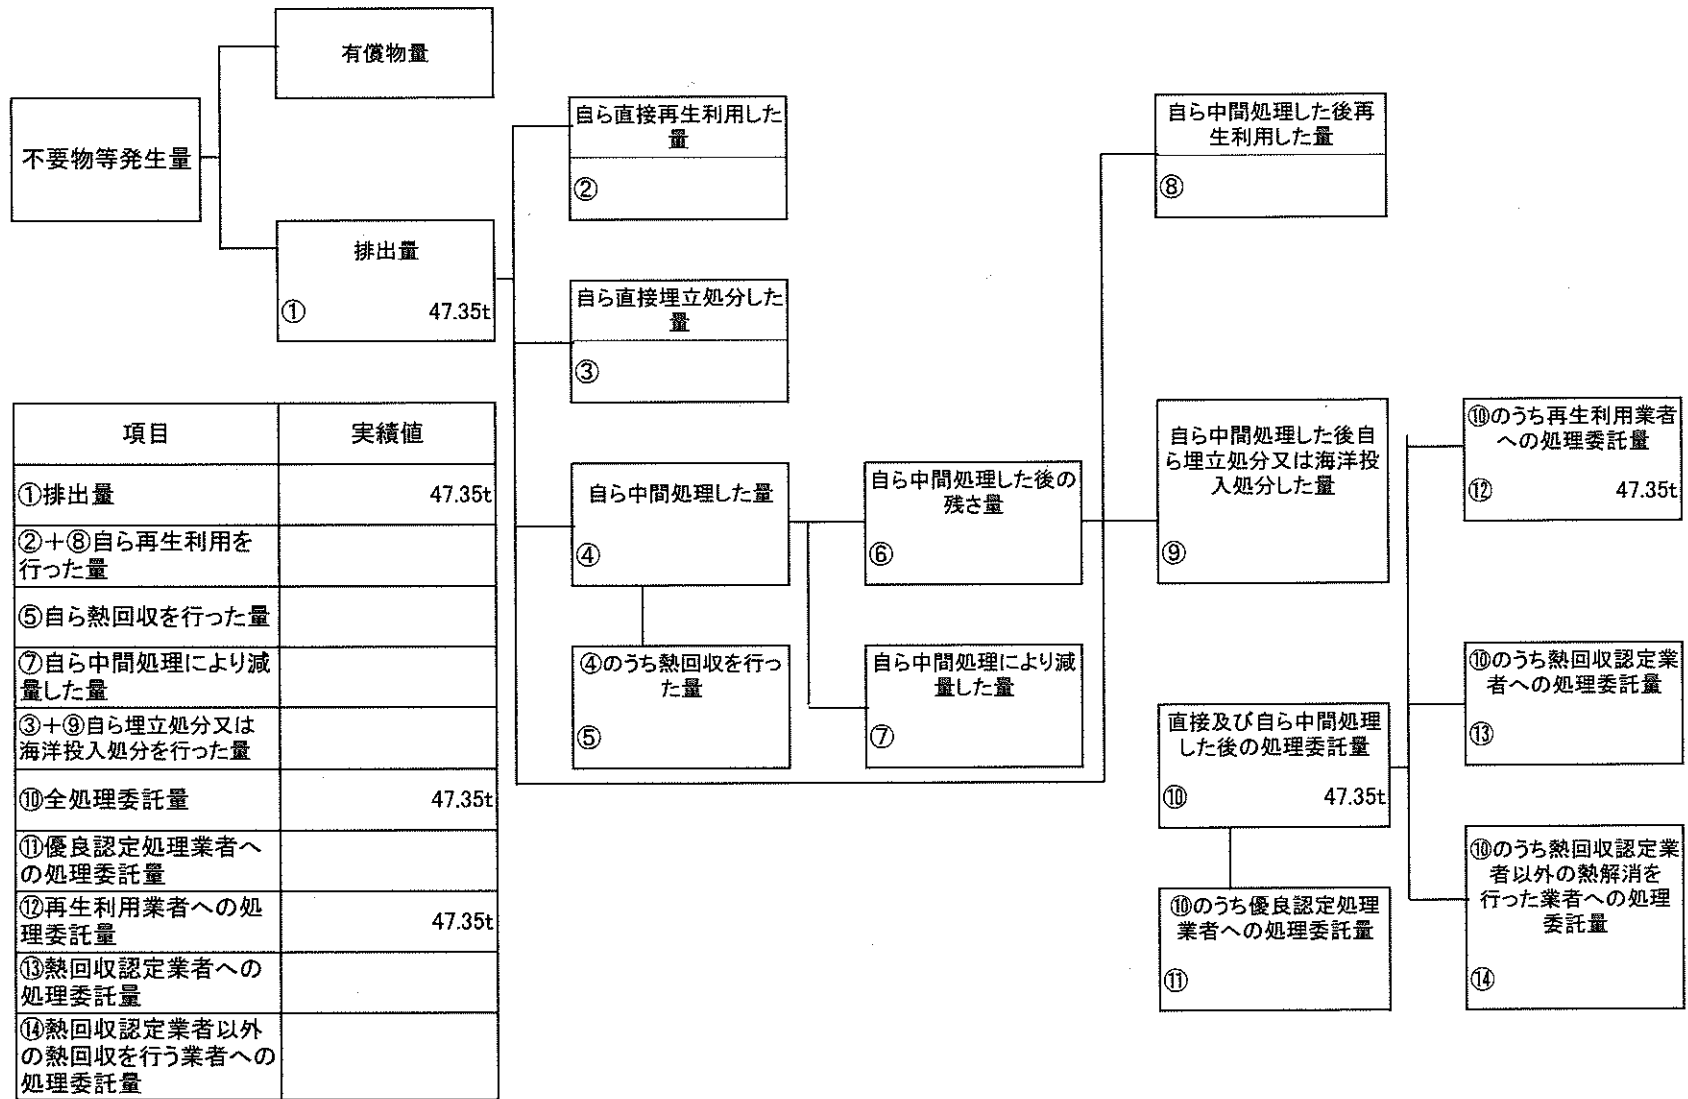 有償物量
不要物等発生量
排出量
① 47.35t
自ら直接再生利用した
量
②
自ら直接埋立処分した
量
③
自ら中間処理した量
④
④のうち熱回収を行っ
た量
⑤
自ら中間処理した後の
残さ量
⑥
自ら中間処理により減
量した量
⑦
自ら中間処理した後再
生利用した量
⑧
自ら中間処理した後自
ら埋立処分又は海洋投
入処分した量
⑨
直接及び自ら中間処理
した後の処理委託量
⑩ 47.35t
⑩のうち優良認定処理
業者への処理委託量
⑪
⑩のうち再生利用業者
への処理委託量
⑫ 47.35t
⑩のうち熱回収認定業
者への処理委託量
⑬
⑩のうち熱回収認定業
者以外の熱解消を
行った業者への処理
委託量
⑭
項目 実績値
①排出量 47.35t
②+⑧自ら再生利用を
行った量
⑤自ら熱回収を行った量
⑦自ら中間処理により減
量した量
③+⑨自ら埋立処分又は
海洋投入処分を行った量
⑩全処理委託量 47.35t
⑪優良認定処理業者へ
の処理委託量
⑫再生利用業者への処
理委託量 47.35t
⑬熱回収認定業者への
処理委託量
⑭熱回収認定業者以外
の熱回収を行う業者への
処理委託量